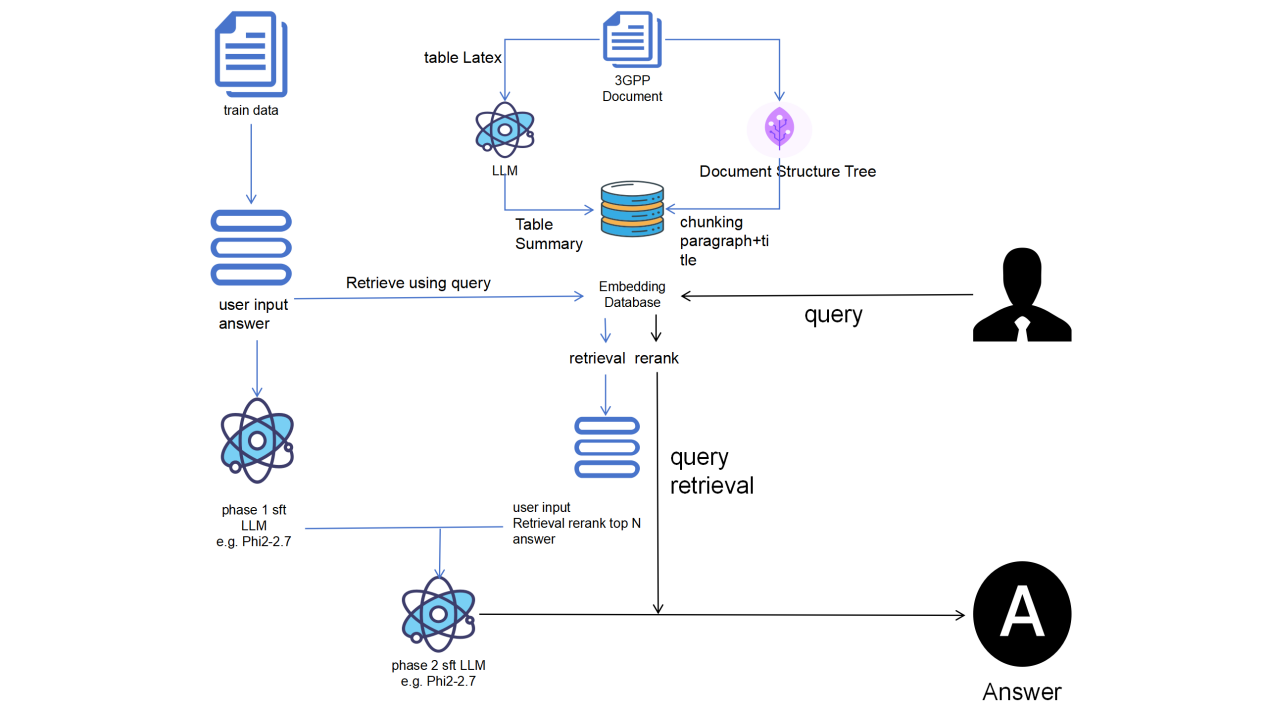 table Latex
3GPP
Document
train data
LLM
Document Structure Tree
Table
Summary
chunking
paragraph+ti
tle
user input
answer
Retrieve using query
Embedding
Database
query
retrieval
rerank
query
retrieval
phase 1 sft
LLM
e.g. Phi2-2.7
user input
Retrieval rerank top N
answer
phase 2 sft LLM
e.g. Phi2-2.7
A
Answer